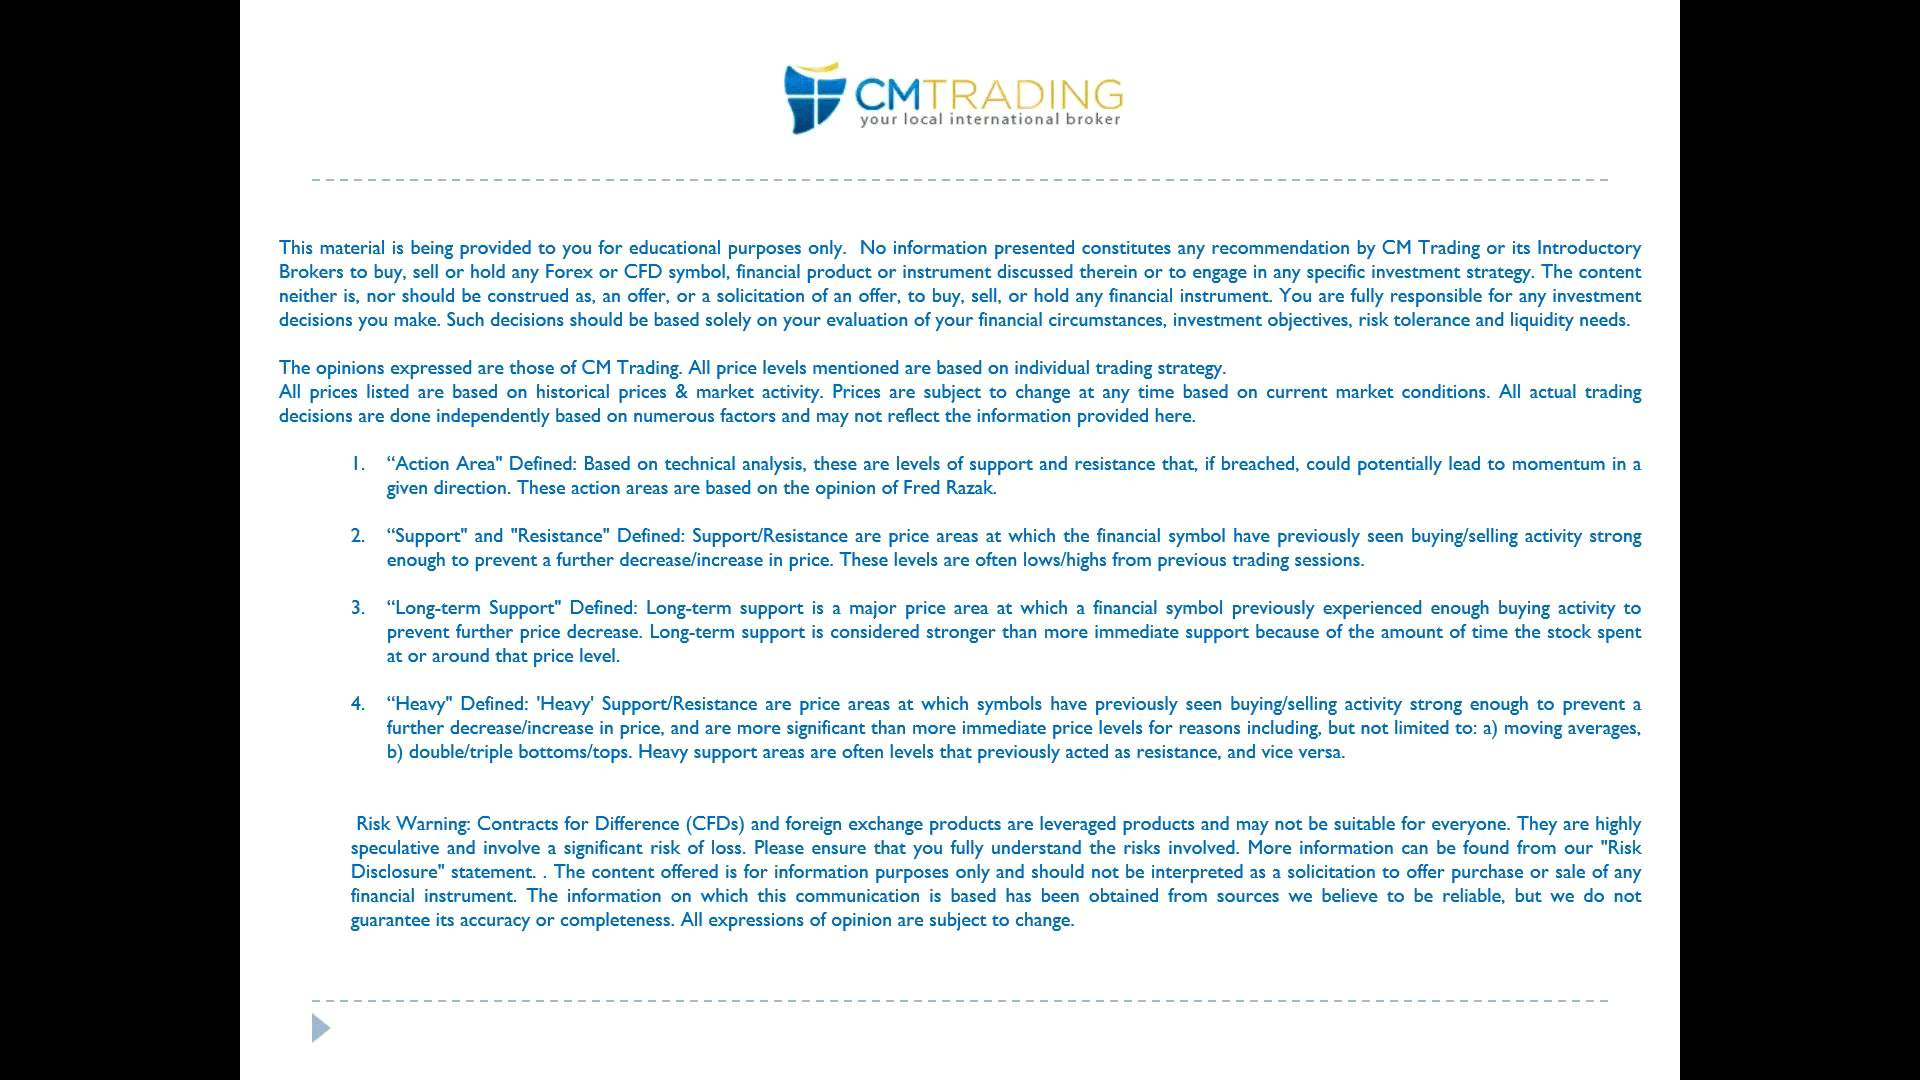 CMTRADING
your local international broker
This material is being provided to you for educational purposes only.  No information presented constitutes any recommendation by CM Trading or its Introductory
Brokers to buy, sell or hold any Forex or CFD symbol, financial product or instrument discussed therein or to engage in any specific investment strategy. The content
neither is, nor should be construed as, an offer, or a solicitation of an offer, to buy, sell, or hold any financial instrument. You are fully responsible for any investment
decisions you make. Such decisions should be based solely on your evaluation of your financial circumstances, investment objectives, risk tolerance and liquidity needs.
The opinions expressed are those of CM Trading. All price levels mentioned are based on individual trading strategy.
All prices listed are based on historical prices & market activity. Prices are subject to change at any time based on current market conditions. All actual trading
decisions are done independently based on numerous factors and may not reflect the information provided here.
1. “Action Area" Defined: Based on technical analysis, these are levels of support and resistance that, if breached, could potentially lead to momentum in a
given direction. These action areas are based on the opinion of Fred Razak.
2. “Support" and "Resistance" Defined: Support/Resistance are price areas at which the financial symbol have previously seen buying/selling activity strong
enough to prevent a further decrease/increase in price. These levels are often lows/highs from previous trading sessions.
3. “Long-term Support" Defined: Long-term support is a major price area at which a financial symbol previously experienced enough buying activity to
prevent further price decrease. Long-term support is considered stronger than more immediate support because of the amount of time the stock spent
at or around that price level.
4. “Heavy" Defined: 'Heavy' Support/Resistance are price areas at which symbols have previously seen buying/selling activity strong enough to prevent a
further decrease/increase in price, and are more significant than more immediate price levels for reasons including, but not limited to: a) moving averages,
b) double/triple bottoms/tops. Heavy support areas are often levels that previously acted as resistance, and vice versa.
Risk Warning: Contracts for Difference (CFDs) and foreign exchange products are leveraged products and may not be suitable for everyone. They are highly
speculative and involve a significant risk of loss. Please ensure that you fully understand the risks involved. More information can be found from our "Risk
Disclosure" statement. . The content offered is for information purposes only and should not be interpreted as a solicitation to offer purchase or sale of any
financial instrument. The information on which this communication is based has been obtained from sources we believe to be reliable, but we do not
guarantee its accuracy or completeness. All expressions of opinion are subject to change.